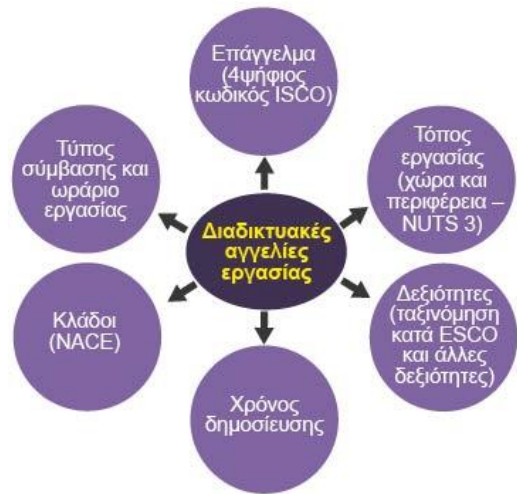 Επάγγελμα
(4ψήφιος
κωδικός ISCO)
Τύπος
σύμβασης και
ωράριο
εργασίας
Τόπος
εργασίας
(χώρα και
περιφέρεια –
NUTS 3)
Διαδικτυακές
αγγελίες
εργασίας
Κλάδοι
(NACE)
Δεξιότητες
(ταξινόμηση
κατά ESCO
και άλλες
δεξιότητες)
Χρόνος
δημοσίευσης